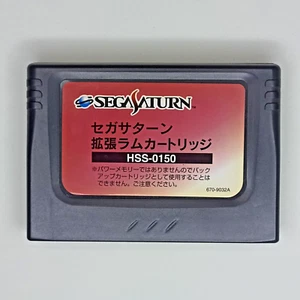 SEGA SATURN
セガサターン
拡張ラムカートリッジ
HSS-0150
※パワーメモリーではありませんのでバック
アップカートリッジとして使用することは
できません。ご注意ください。
670-9032A